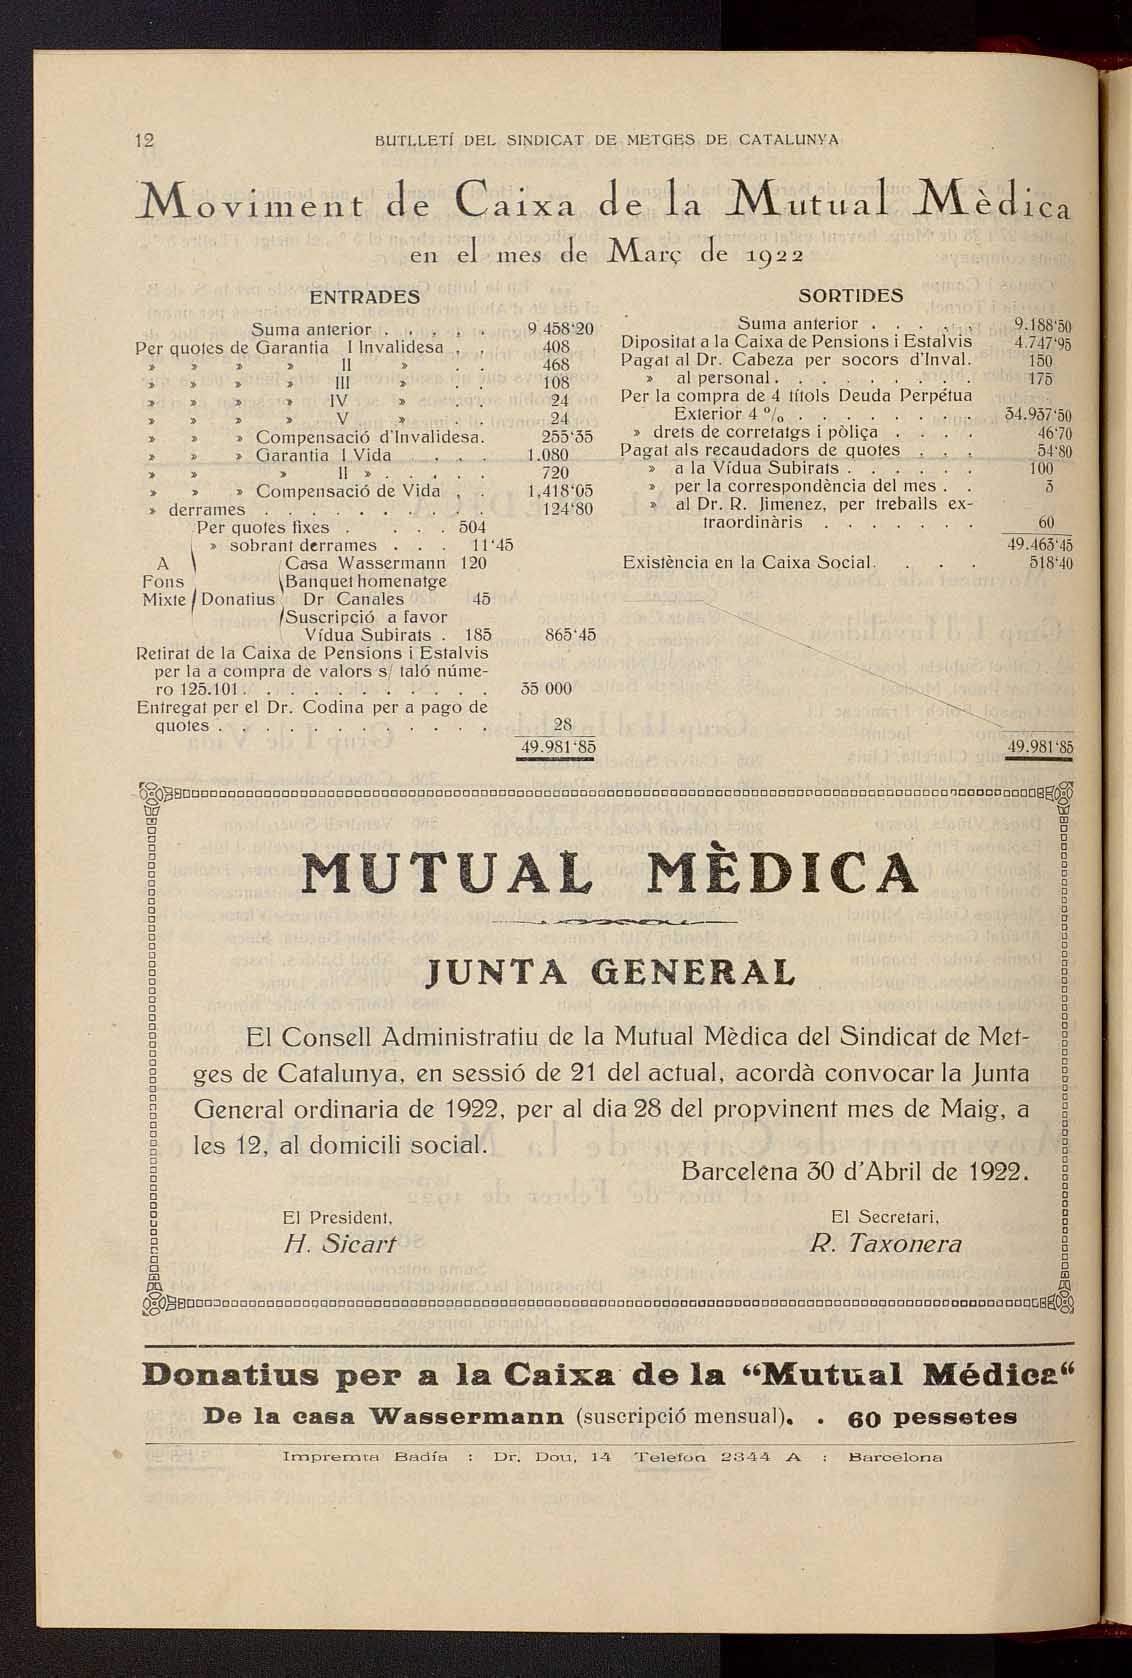 12 BUTLLETÍ DEL SINDICAT DE METGES DE CATALUNYA
Moviment de Caixa de la Mutual Mèdica
en el mes de Març de 1922
ENTRADES
Suma anterior . . . . . 9.458'20
Per quotes de Garantia I Invalidesa . . 408
» » » » II » . . 468
» » » » III » . . 108
» » » » IV » . . 24
» » » » V » . . 24
» » » Compensació d'Invalidesa. 255'35
» » » Garantia I Vida . . . . 1.080
» » » » II » . . . . . 720
» » » Compensació de Vida . . 1,418'05
» derrames . . . . . . . . . . 124'80
Per quotes fixes . . . . 504
» sobrant derrames . . . 11'45
A
Casa Wassermann 120
Fons
Banquet homenatge
Mixte Donatius Dr Canales 45
Suscripció a favor
Vídua Subirats . 185 865'45
Retirat de la Caixa de Pensions i Estalvis
per la a compra de valors s/ taló núme-
ro 125.101 . . . . . . . . . . . 35 000
Entregat per el Dr. Codina per a pago de
quotes . . . . . . . . . . . . 28
49.981'85
SORTIDES
Suma anterior . . . . . . 9.188'50
Dipositat a la Caixa de Pensions i Estalvis 4.747'95
Pagat al Dr. Cabeza per socors d'Inval. 150
» al personal . . . . . . . . . 175
Per la compra de 4 títols Deuda Perpétua
Exterior 4 % . . . . . . . . 34.937'50
» drets de corretatgs i pòliça . . . . 46'70
Pagat als recaudadors de quotes . . . 54'80
» a la Vídua Subirats . . . . . . 100
» per la correspondència del mes . . 3
» al Dr. R. Jimenez, per treballs ex-
traordinàris . . . . . . . 60
49.463'45
Existència en la Caixa Social. . . . 518'40
49.981'85
MUTUAL MÈDICA
JUNTA GENERAL
El Consell Administratiu de la Mutual Mèdica del Sindicat de Met-
ges de Catalunya, en sessió de 21 del actual, acordà convocar la Junta
General ordinaria de 1922, per al dia 28 del propvinent mes de Maig, a
les 12, al domicili social.
Barcelena 30 d'Abril de 1922.
El President,
H. Sicart
El Secretari,
R. Taxonera
Donatius per a la Caixa de la “Mutual Médica“
De la casa Wassermann (suscripció mensual). . 60 pessetes
Impremta Badía : Dr. Dou, 14 Telefon 2344 A : Barcelona